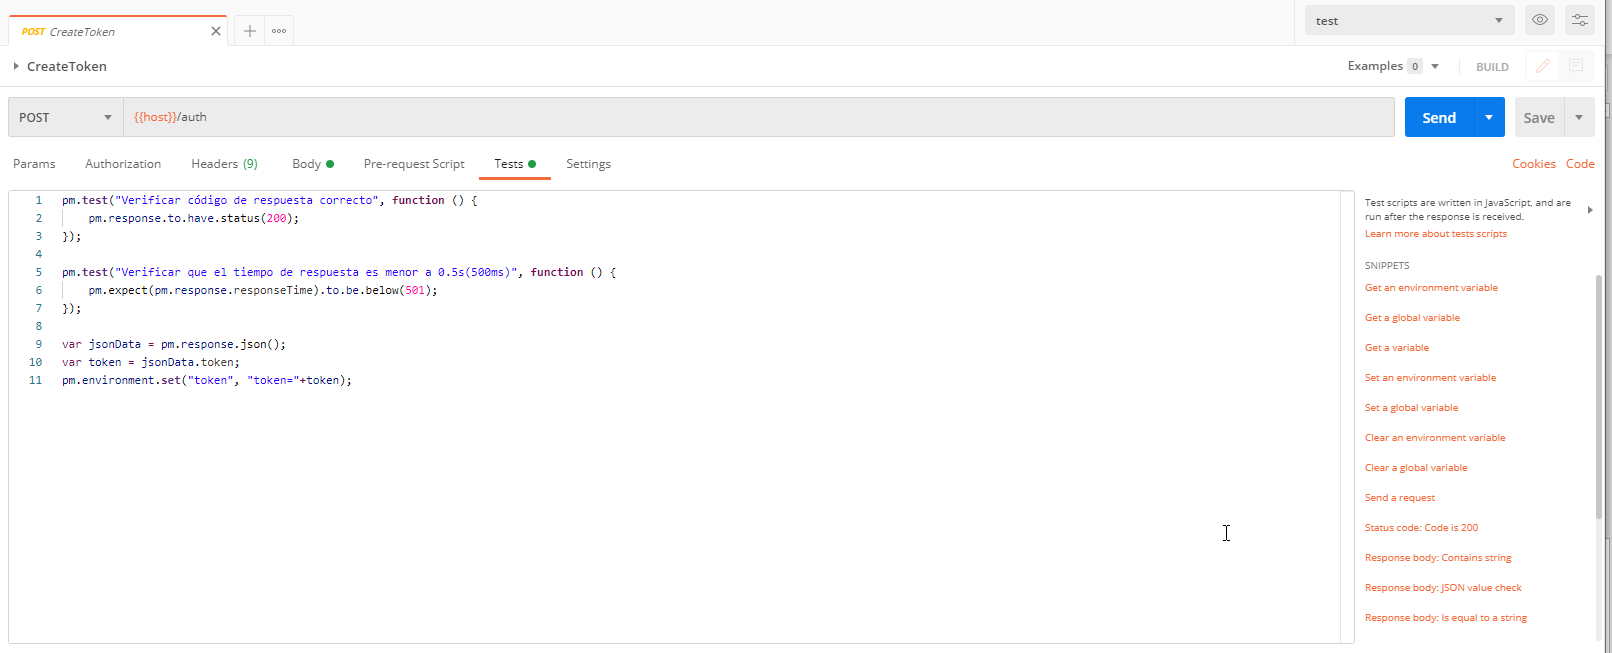 POST CreateToken
test
CreateToken
Examples 0
BUILD
POST
{{host}}/auth
Send
Save
Params
Authorization
Headers (9)
Body
Pre-request Script
Tests
Settings
Cookies
Code
1 pm.test("Verificar código de respuesta correcto", function () {
2 pm.response.to.have.status(200);
3 });
4
5 pm.test("Verificar que el tiempo de respuesta es menor a 0.5s(500ms)", function () {
6 pm.expect(pm.response.responseTime).to.be.below(501);
7 });
8
9 var jsonData = pm.response.json();
10 var token = jsonData.token;
11 pm.environment.set("token", "token="+token);
Test scripts are written in JavaScript, and are
run after the response is received.
Learn more about tests scripts
SNIPPETS
Get an environment variable
Get a global variable
Get a variable
Set an environment variable
Set a global variable
Clear an environment variable
Clear a global variable
Send a request
Status code: Code is 200
Response body: Contains string
Response body: JSON value check
Response body: Is equal to a string